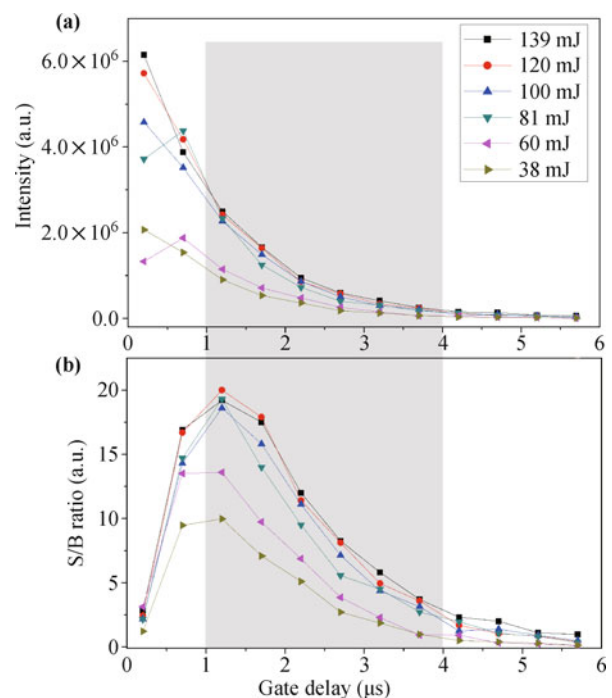 (a)
6.0×10⁶
4.0×10⁶
2.0×10⁶
0.0
Intensity (a.u.)
139 mJ
120 mJ
100 mJ
81 mJ
60 mJ
38 mJ
0 1 2 3 4 5 6
(b)
20
15
10
5
0
S/B ratio (a.u.)
0 1 2 3 4 5 6
Gate delay (μs)